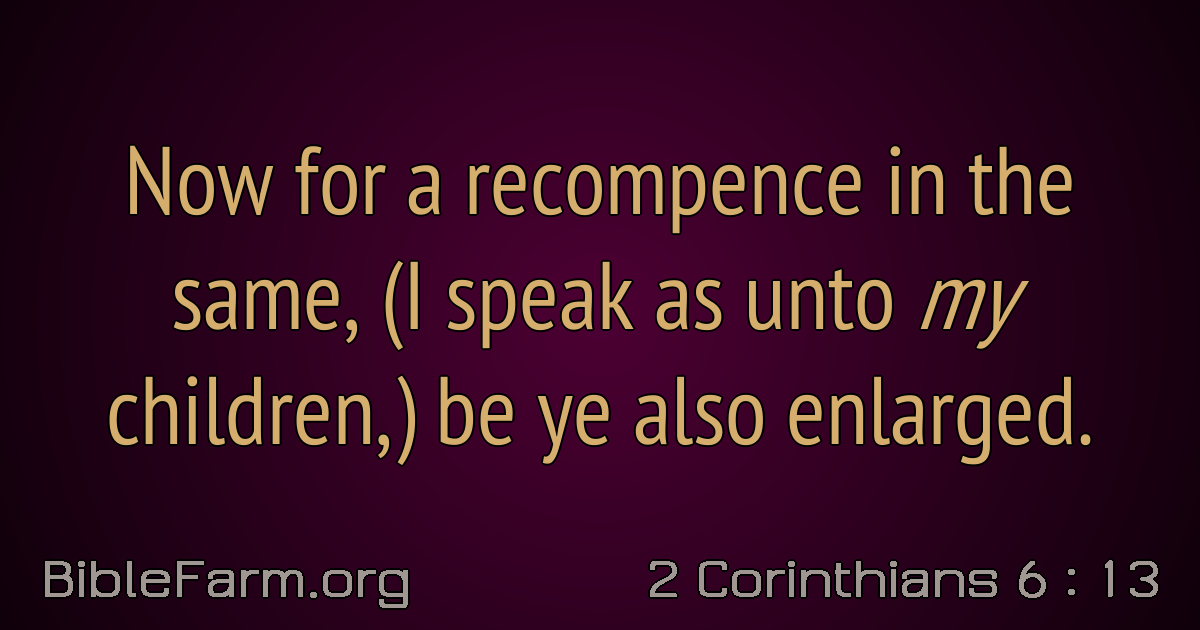 Now for a recompence in the
same, (I speak as unto my
children,) be ye also enlarged.
BibleFarm.org
2 Corinthians 6 : 13